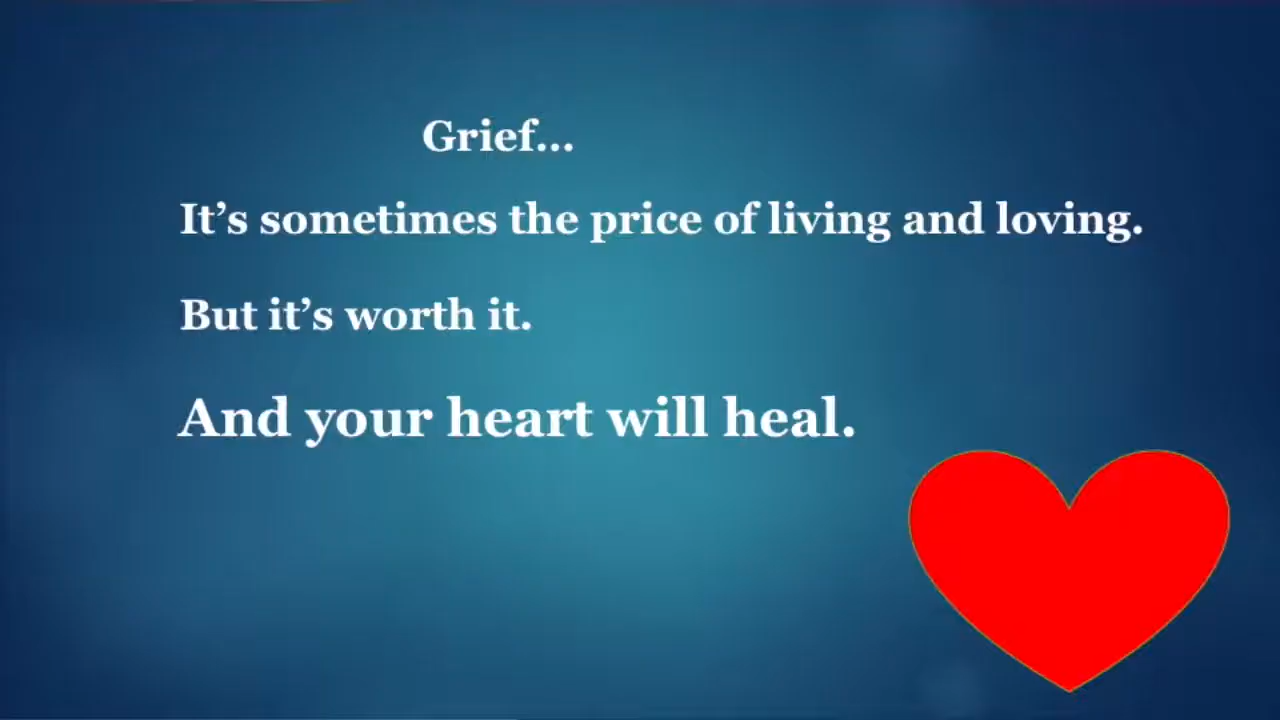 Grief...
It’s sometimes the price of living and loving.
But it’s worth it.
And your heart will heal.